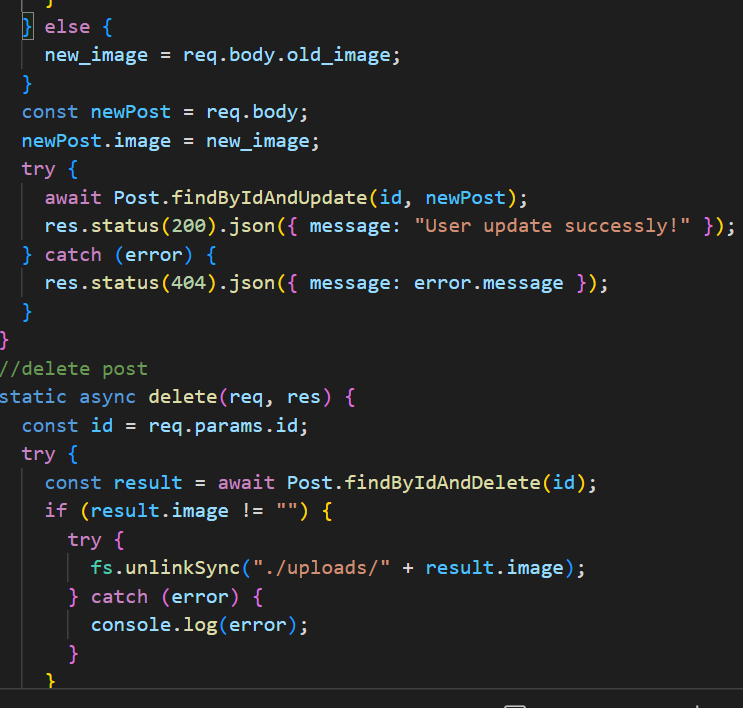 }
} else {
new_image = req.body.old_image;
}
const newPost = req.body;
newPost.image = new_image;
try {
await Post.findByIdAndUpdate(id, newPost);
res.status(200).json({ message: "User update successly!" });
} catch (error) {
res.status(404).json({ message: error.message });
}
}
//delete post
static async delete(req, res) {
const id = req.params.id;
try {
const result = await Post.findByIdAndDelete(id);
if (result.image != "") {
try {
fs.unlinkSync("./uploads/" + result.image);
} catch (error) {
console.log(error);
}
}